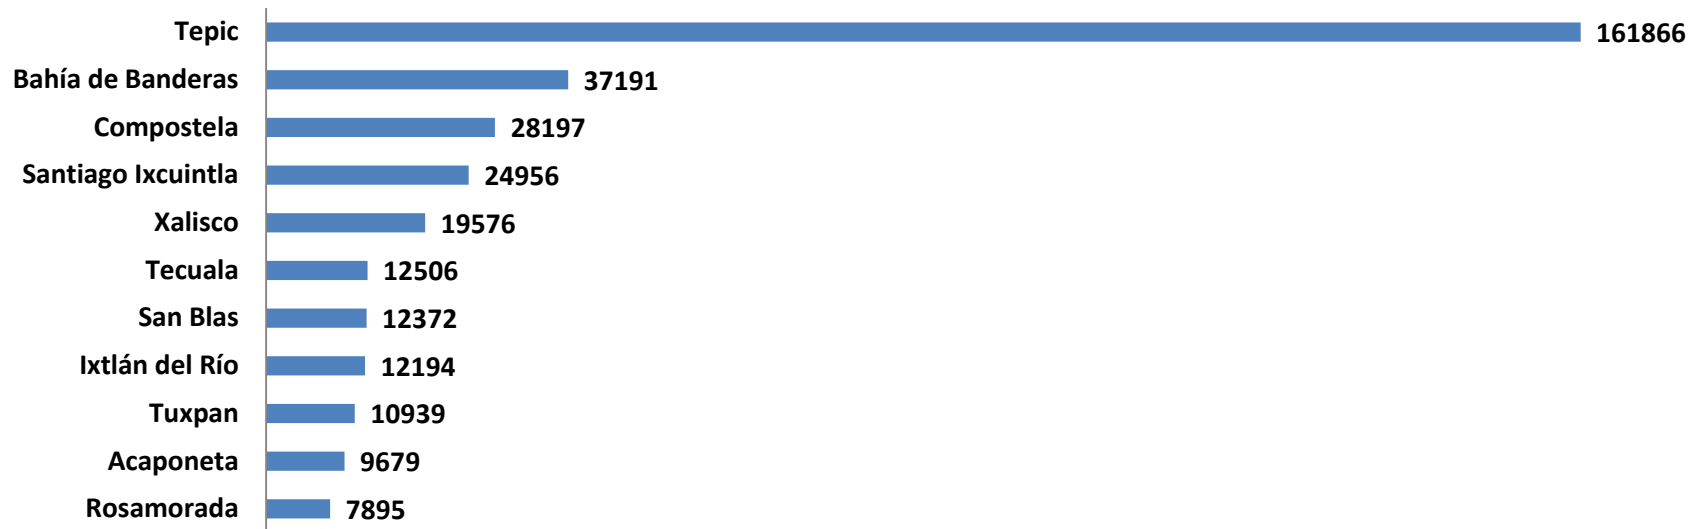 Tepic 161866
Bahía de Banderas 37191
Compostela 28197
Santiago Ixcuintla 24956
Xalisco 19576
Tecuala 12506
San Blas 12372
Ixtlán del Río 12194
Tuxpan 10939
Acaponeta 9679
Rosamorada 7895